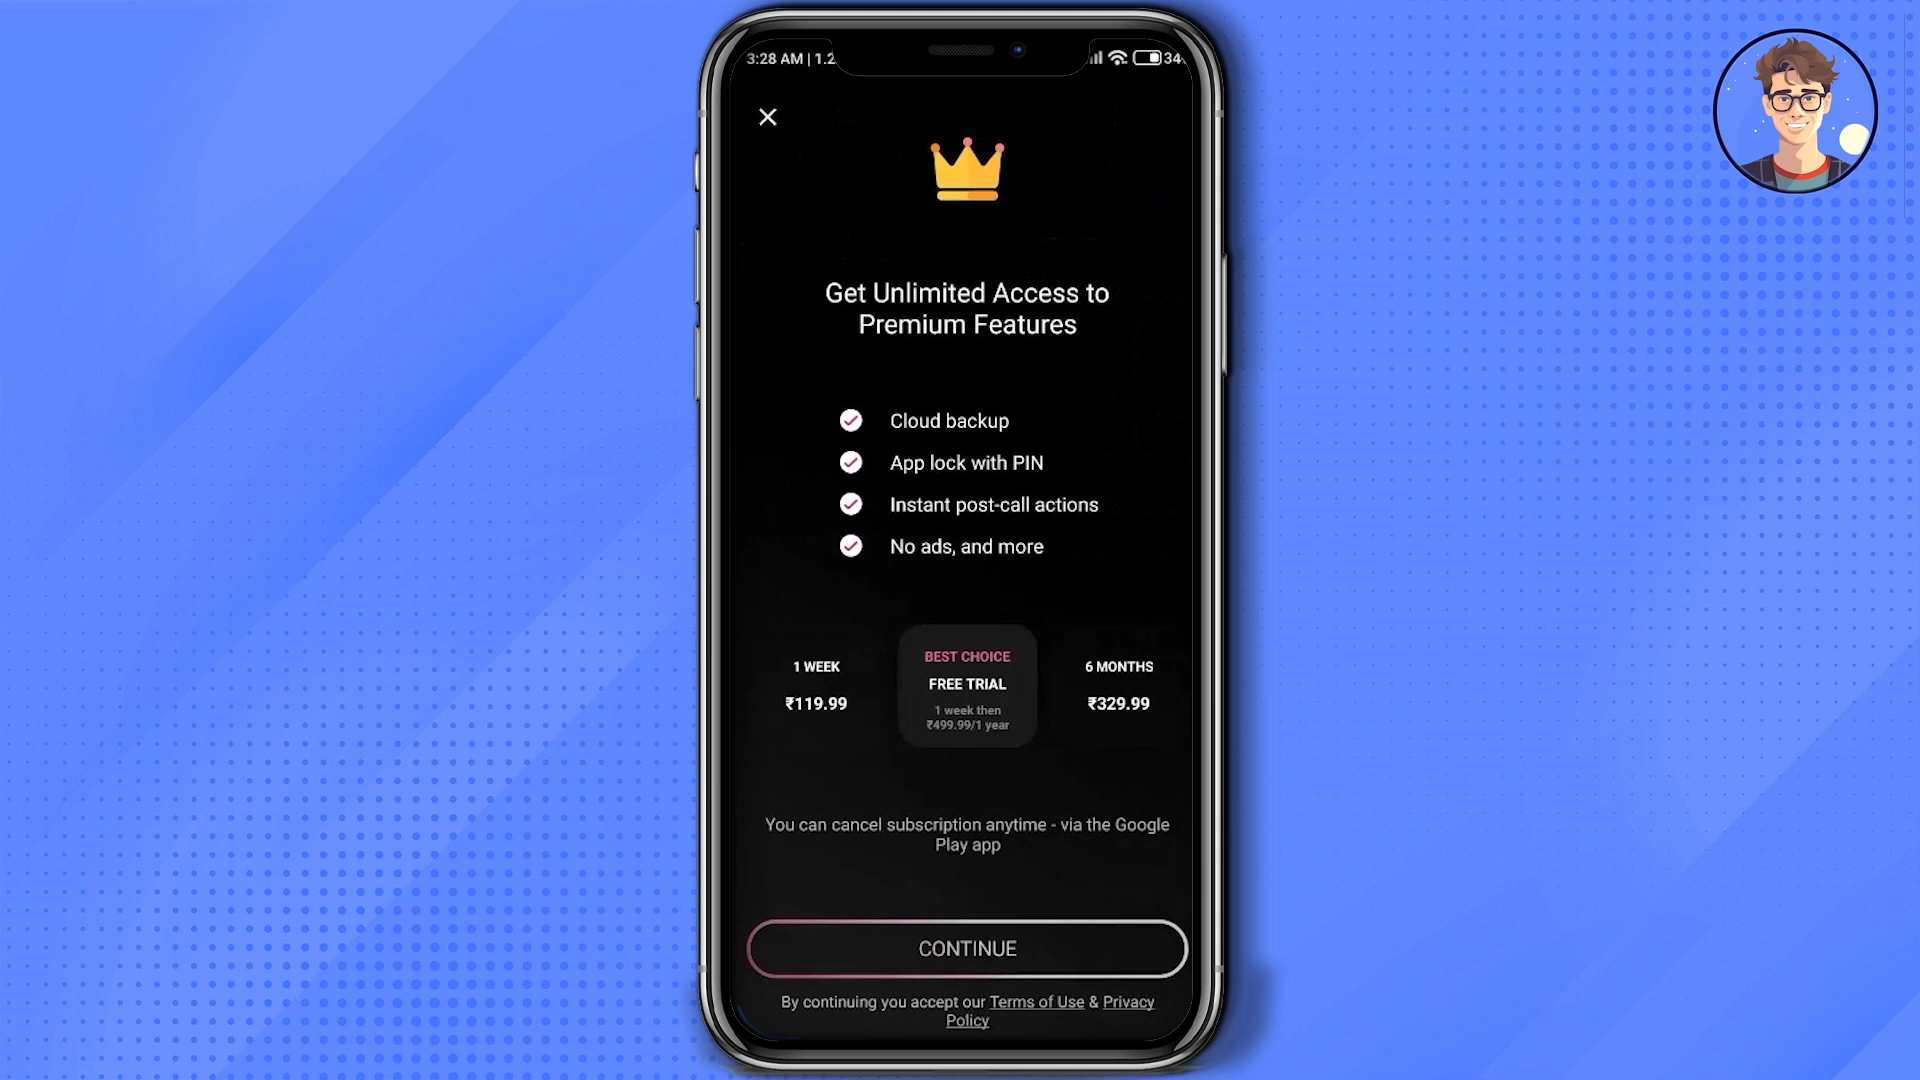 3:28 AM | 1.2
34
Get Unlimited Access to
Premium Features
Cloud backup
App lock with PIN
Instant post-call actions
No ads, and more
1 WEEK
₹119.99
BEST CHOICE
FREE TRIAL
1 week then
₹499.99/1 year
6 MONTHS
₹329.99
You can cancel subscription anytime - via the Google
Play app
CONTINUE
By continuing you accept our Terms of Use & Privacy
Policy